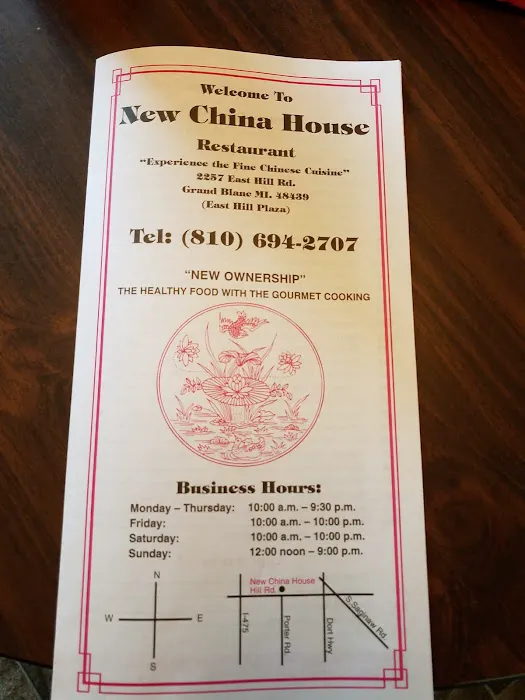 Welcome To
New China House
Restaurant
"Experience the Fine Chinese Cuisine"
2257 East Hill Rd.
Grand Blanc MI. 48439
(East Hill Plaza)
Tel: (810) 694-2707
"NEW OWNERSHIP"
THE HEALTHY FOOD WITH THE GOURMET COOKING
Business Hours:
Monday – Thursday: 10:00 a.m. – 9:30 p.m.
Friday: 10:00 a.m. – 10:00 p.m.
Saturday: 10:00 a.m. – 10:00 p.m.
Sunday: 12:00 noon – 9:00 p.m.
N
W E
S
New China House
Hill Rd.
I-475
Porter Rd.
Dort Hwy
S. Saginaw Rd.